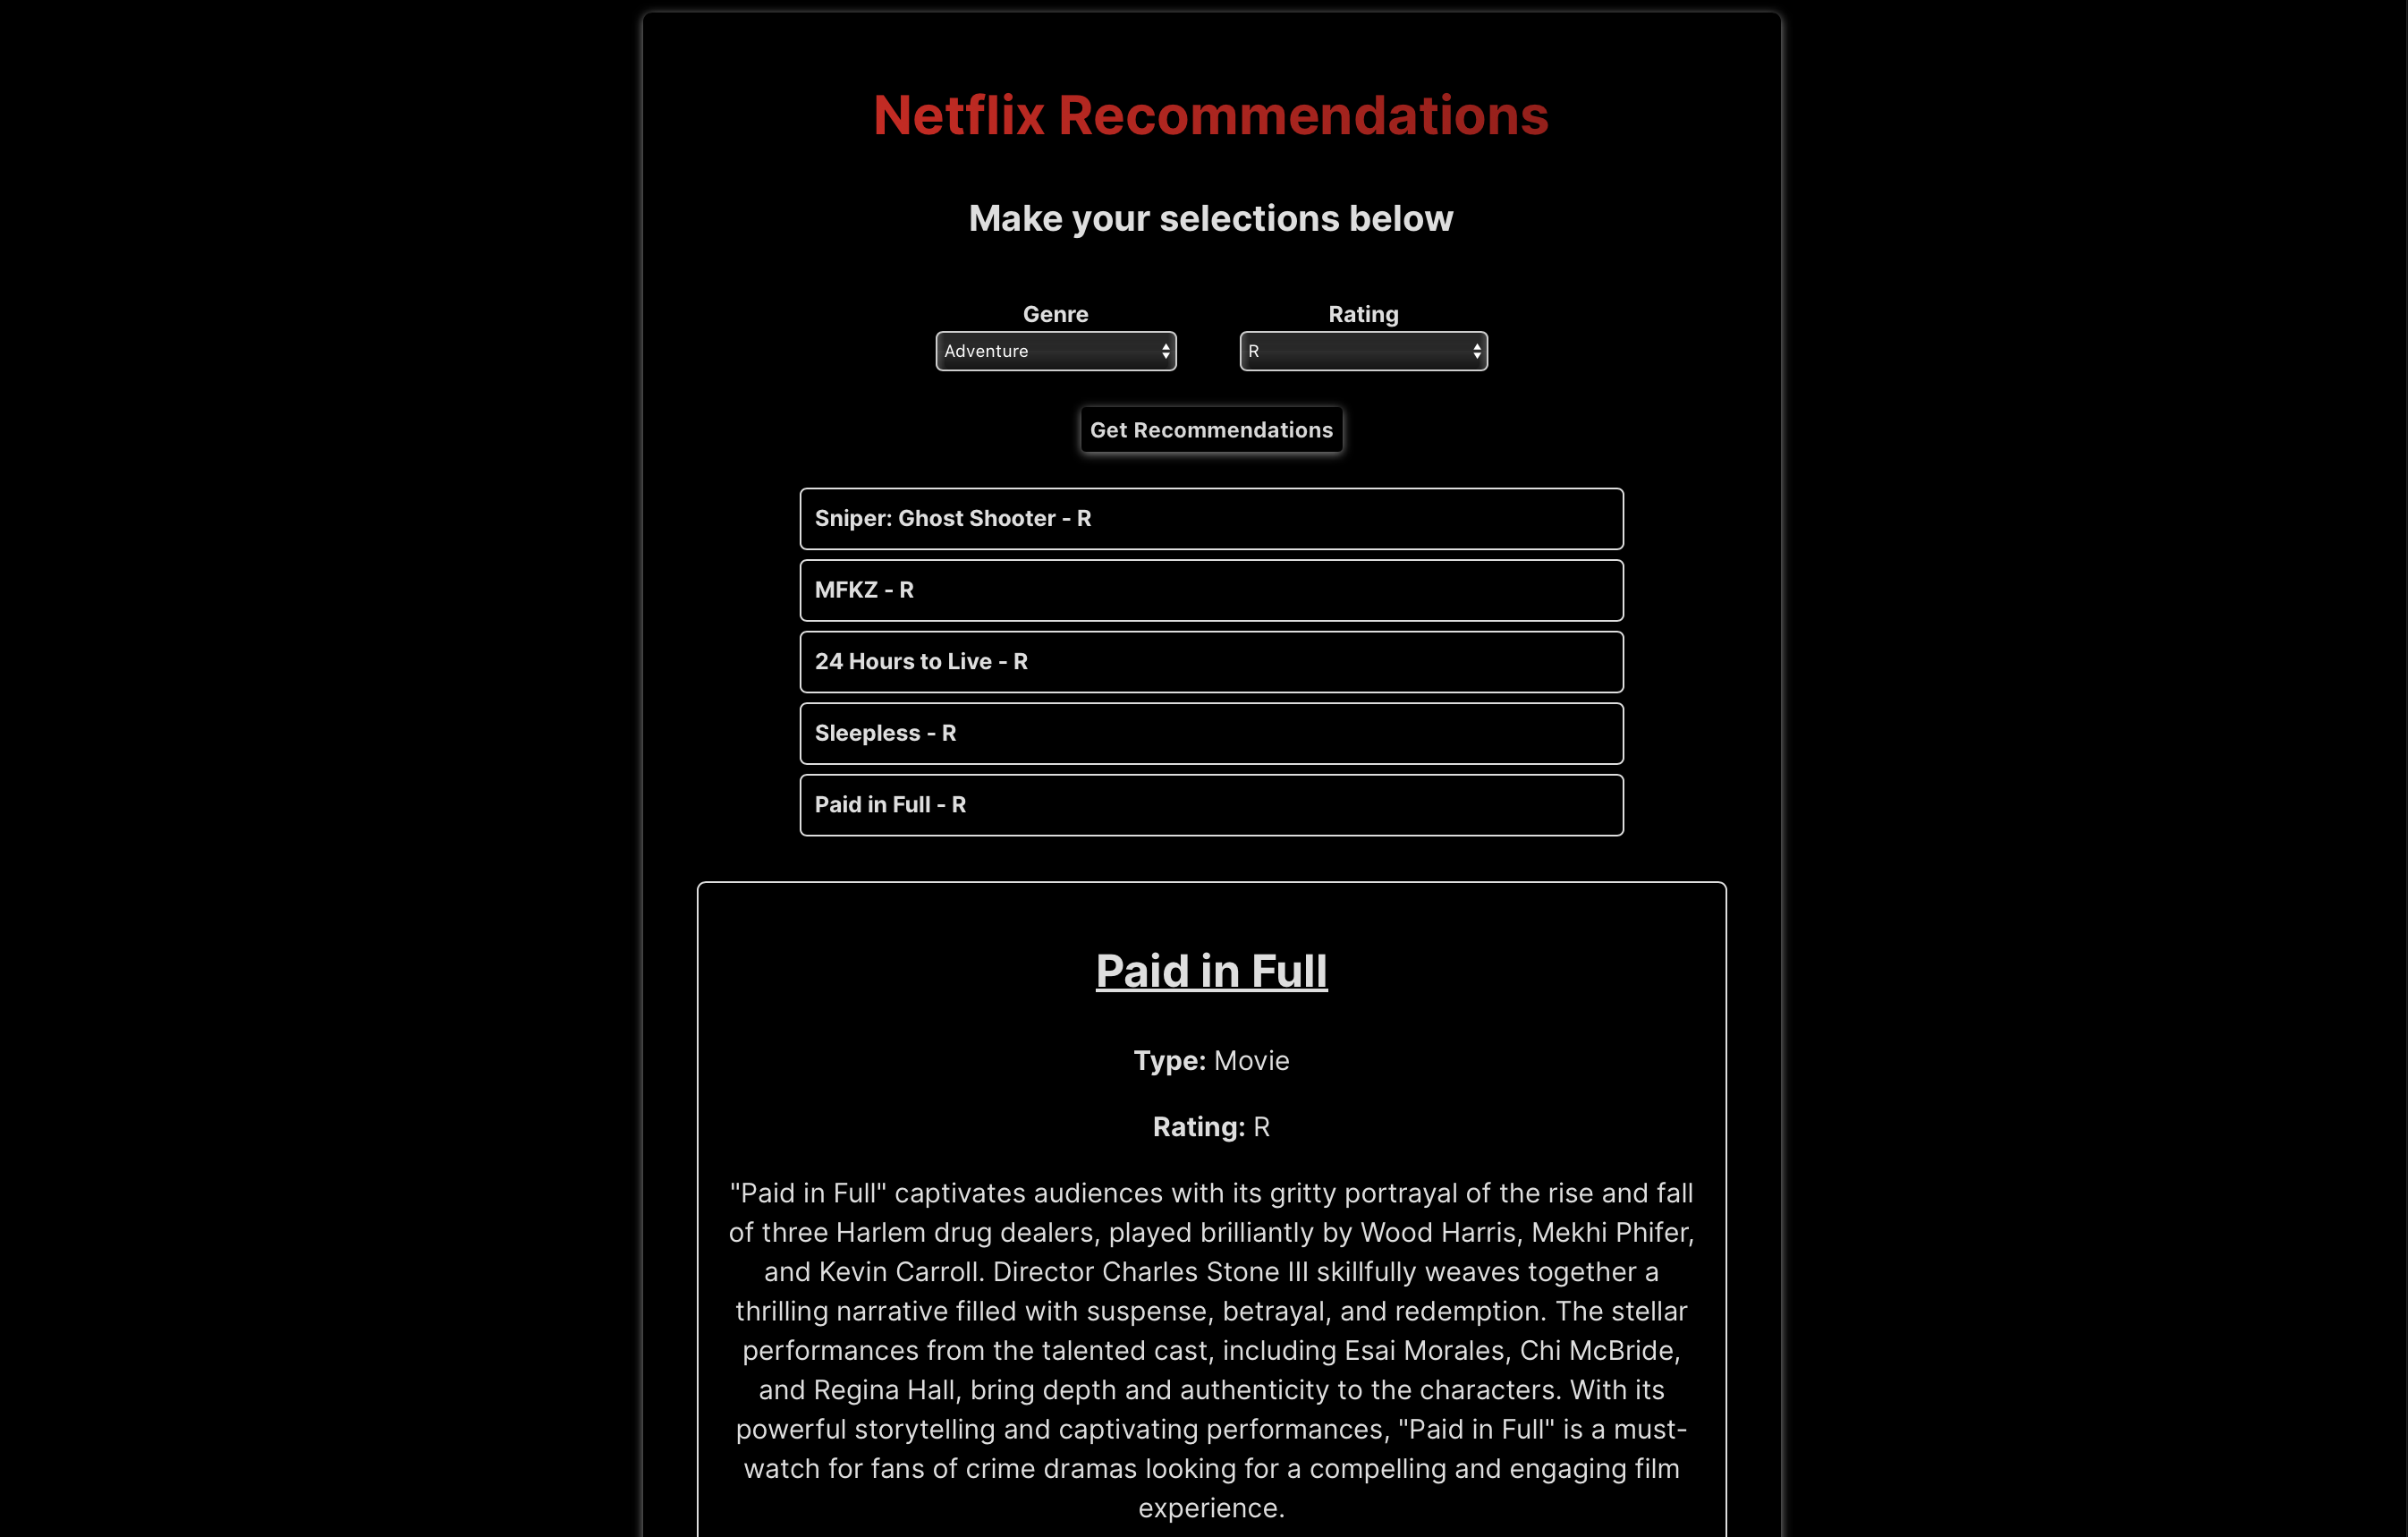 Netflix Recommendations
Make your selections below
Genre
Rating
Adventure
R
Get Recommendations
Sniper: Ghost Shooter - R
MFKZ - R
24 Hours to Live - R
Sleepless - R
Paid in Full - R
Paid in Full
Type: Movie
Rating: R
"Paid in Full" captivates audiences with its gritty portrayal of the rise and fall
of three Harlem drug dealers, played brilliantly by Wood Harris, Mekhi Phifer,
and Kevin Carroll. Director Charles Stone III skillfully weaves together a
thrilling narrative filled with suspense, betrayal, and redemption. The stellar
performances from the talented cast, including Esai Morales, Chi McBride,
and Regina Hall, bring depth and authenticity to the characters. With its
powerful storytelling and captivating performances, "Paid in Full" is a must-
watch for fans of crime dramas looking for a compelling and engaging film
experience.